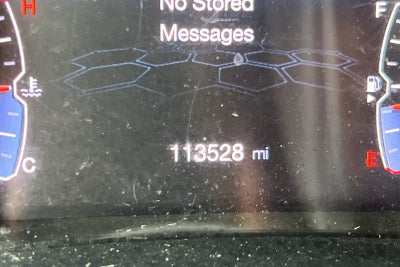 H
F
No Stored
Messages
113528 mi
C
E